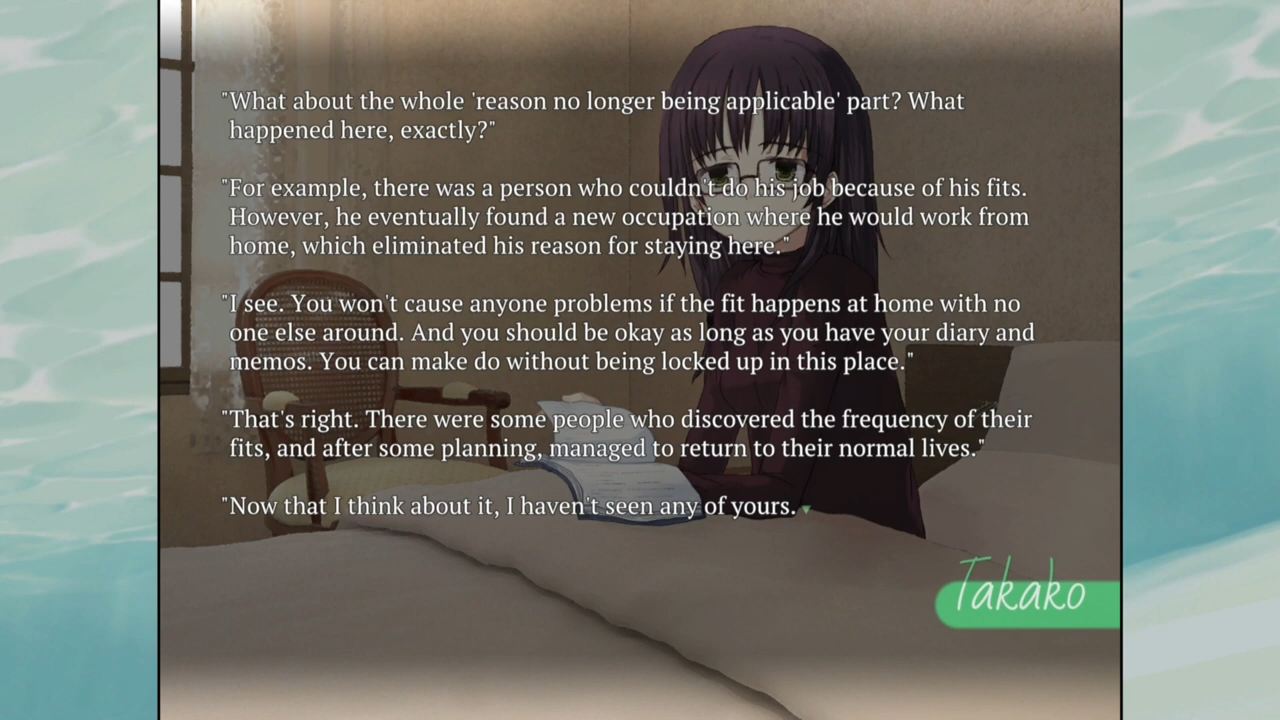 "What about the whole 'reason no longer being applicable' part? What
happened here, exactly?"
"For example, there was a person who couldn't do his job because of his fits.
However, he eventually found a new occupation where he would work from
home, which eliminated his reason for staying here."
"I see. You won't cause anyone problems if the fit happens at home with no
one else around. And you should be okay as long as you have your diary and
memos. You can make do without being locked up in this place."
"That's right. There were some people who discovered the frequency of their
fits, and after some planning, managed to return to their normal lives."
"Now that I think about it, I haven't seen any of yours.
Takako